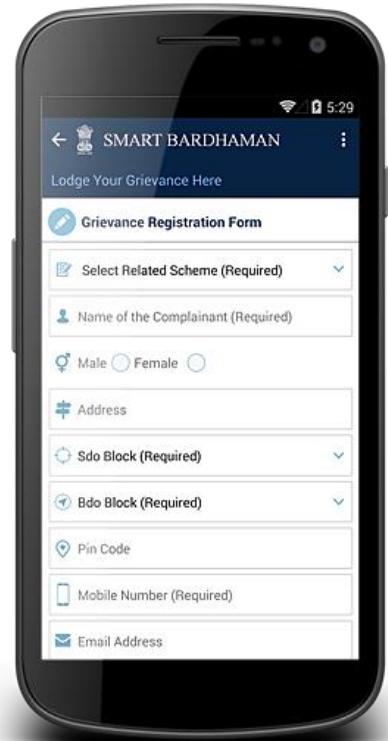 5:29
SMART BARDHAMAN
Lodge Your Grievance Here
Grievance Registration Form
Select Related Scheme (Required)
Name of the Complainant (Required)
Male Female
Address
Sdo Block (Required)
Bdo Block (Required)
Pin Code
Mobile Number (Required)
Email Address